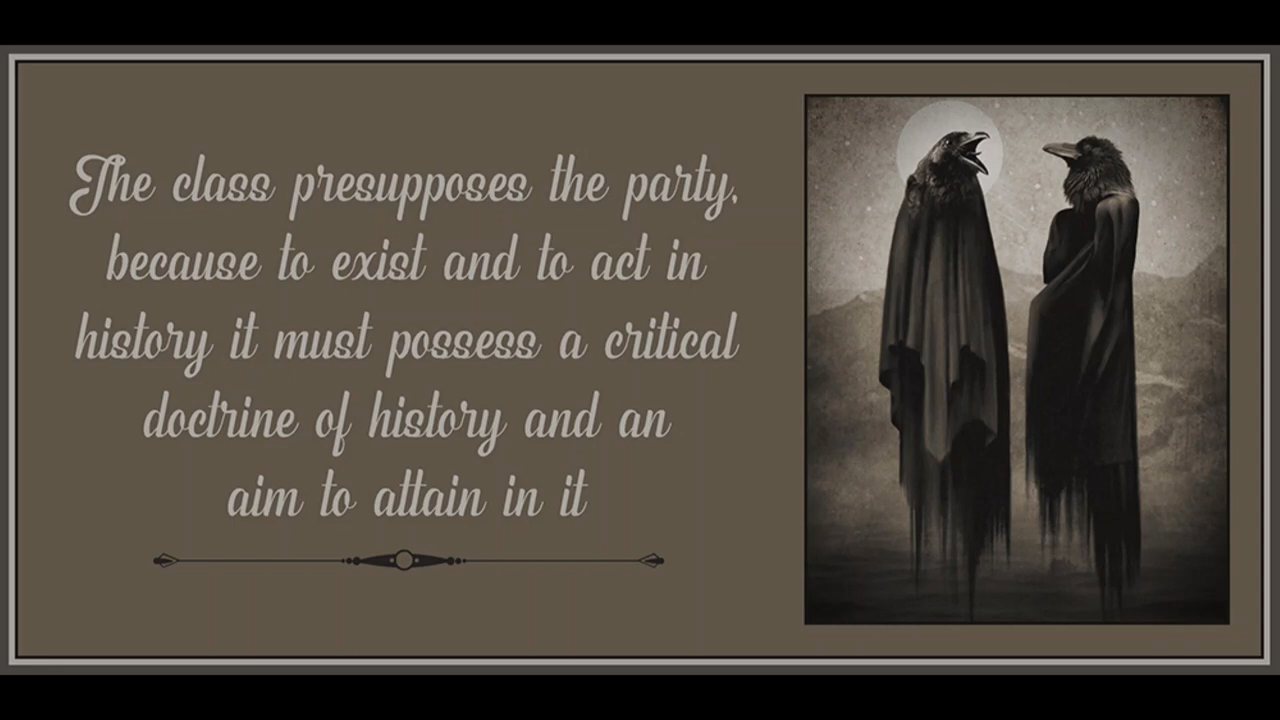 The class presupposes the party,
because to exist and to act in
history it must possess a critical
doctrine of history and an
aim to attain in it